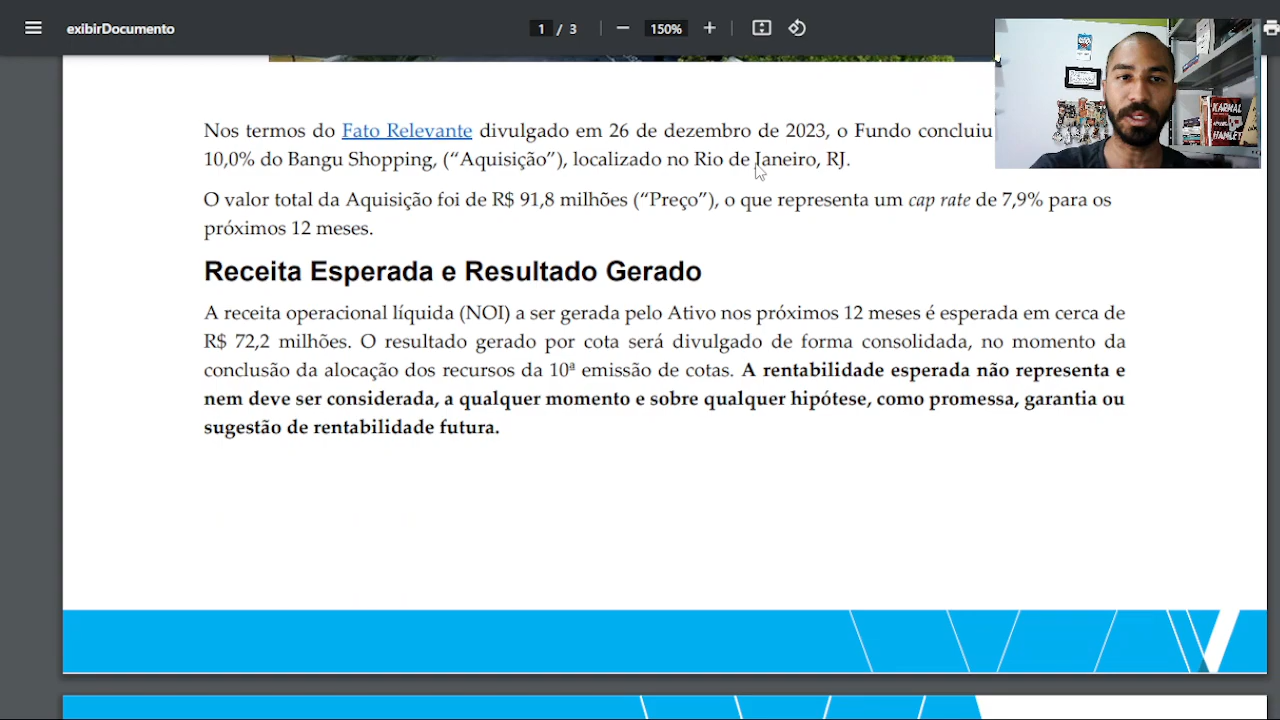 exibirDocumento
1 / 3
150%
Nos termos do Fato Relevante divulgado em 26 de dezembro de 2023, o Fundo concluiu
10,0% do Bangu Shopping, (“Aquisição”), localizado no Rio de Janeiro, RJ.
O valor total da Aquisição foi de R$ 91,8 milhões (“Preço”), o que representa um cap rate de 7,9% para os
próximos 12 meses.
Receita Esperada e Resultado Gerado
A receita operacional líquida (NOI) a ser gerada pelo Ativo nos próximos 12 meses é esperada em cerca de
R$ 72,2 milhões. O resultado gerado por cota será divulgado de forma consolidada, no momento da
conclusão da alocação dos recursos da 10ª emissão de cotas. A rentabilidade esperada não representa e
nem deve ser considerada, a qualquer momento e sobre qualquer hipótese, como promessa, garantia ou
sugestão de rentabilidade futura.
KARMAL
HAMLET